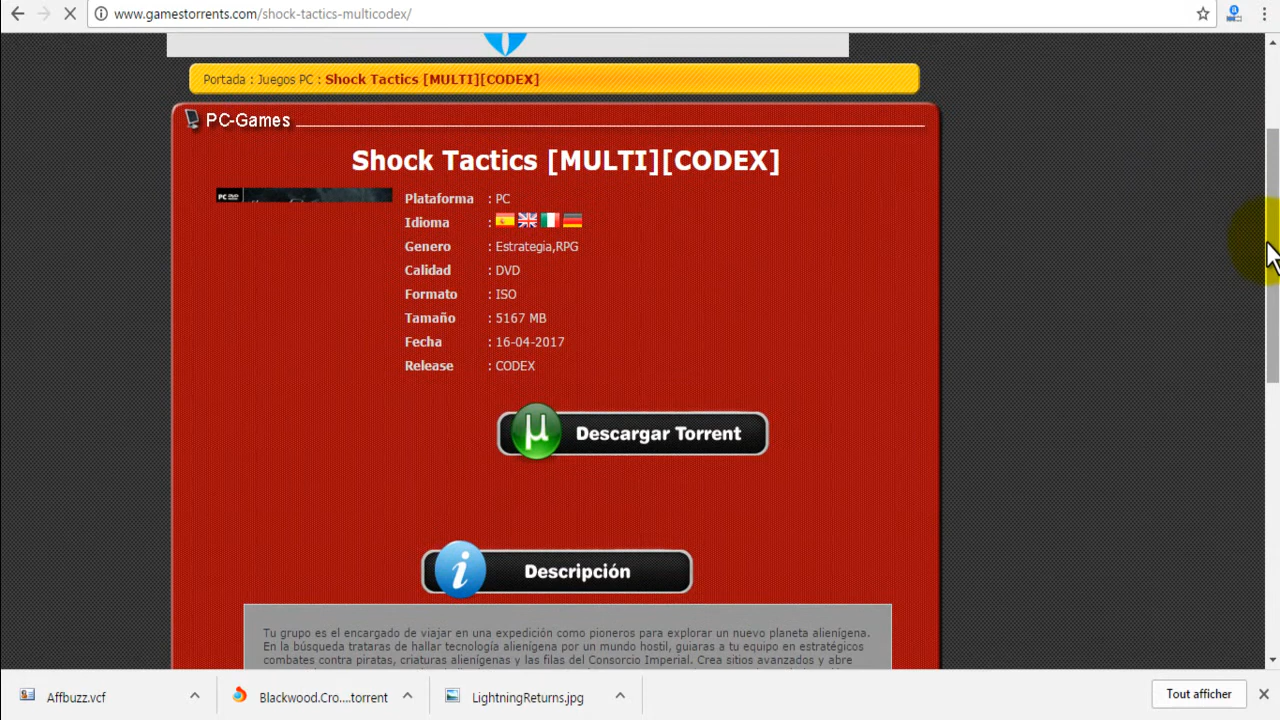 www.gamestorrents.com/shock-tactics-multicodex/
Portada : Juegos PC : Shock Tactics [MULTI][CODEX]
PC-Games
Shock Tactics [MULTI][CODEX]
PC DVD
Plataforma : PC
Idioma :
Genero : Estrategia,RPG
Calidad : DVD
Formato : ISO
Tamaño : 5167 MB
Fecha : 16-04-2017
Release : CODEX
µ Descargar Torrent
i Descripción
Tu grupo es el encargado de viajar en una expedición como pioneros para explorar un nuevo planeta alienígena.
En la búsqueda trataras de hallar tecnología alienígena por un mundo hostil, guiaras a tu equipo en estratégicos
combates contra piratas, criaturas alienígenas y las filas del Consorcio Imperial. Crea sitios avanzados y abre
Affbuzz.vcf
Blackwood.Cro....torrent
LightningReturns.jpg
Tout afficher